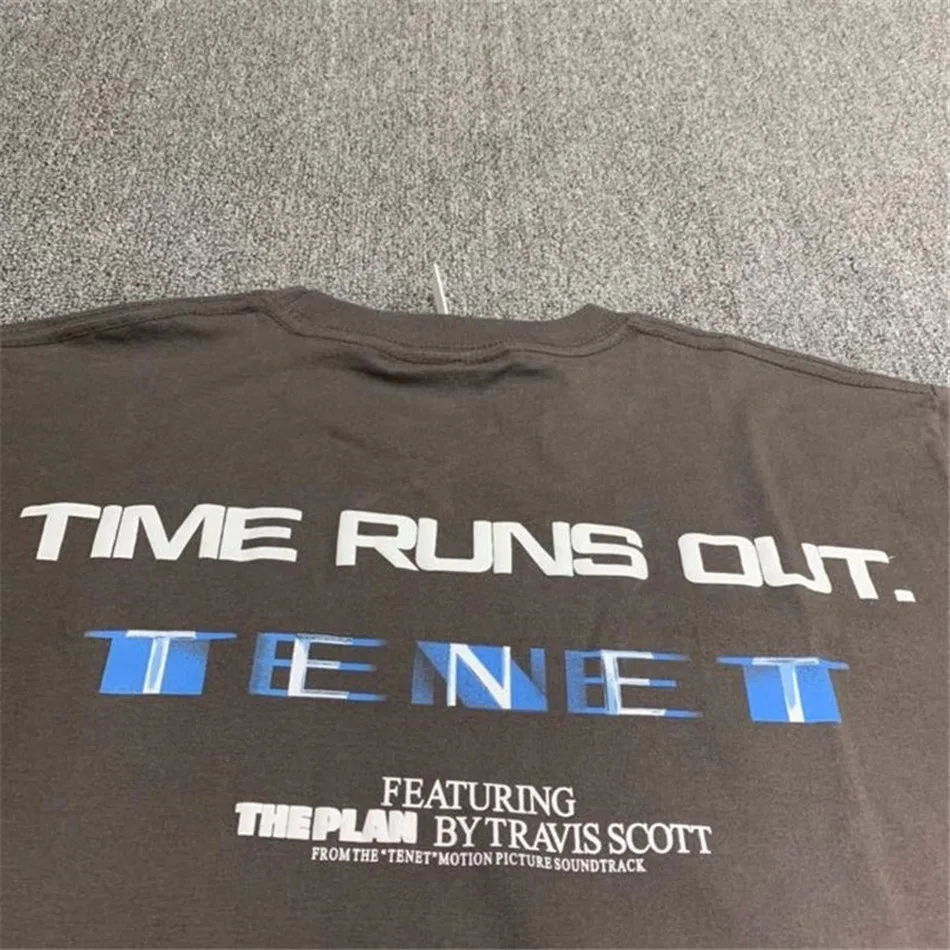 TIME RUNS OUT.
TENET
FEATURING
THE PLAN BY TRAVIS SCOTT
FROM THE "TENET" MOTION PICTURE SOUNDTRACK